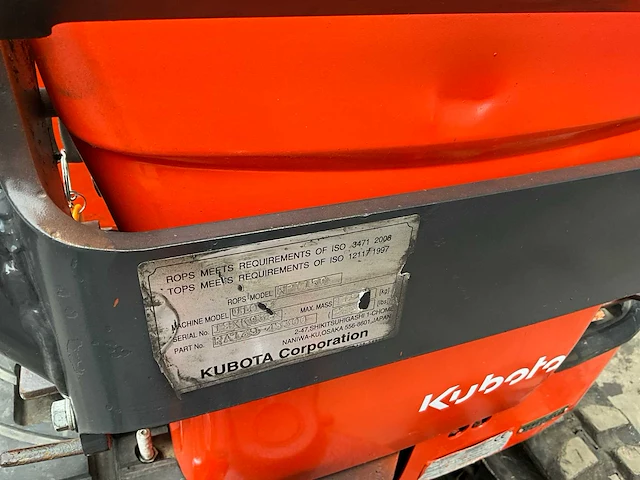 ROPS MEETS REQUIREMENTS OF ISO 3471 2008
TOPS MEETS REQUIREMENTS OF ISO 12117 1997
ROPS MODEL
MACHINE MODEL MAX. MASS (kg)
SERIAL No. (lbs)
PART No. 2-47, SHIKITSUHIGASHI 1-CHOME
NANIWA-KU, OSAKA 556-8601, JAPAN
KUBOTA Corporation
Kubota